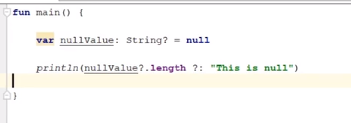 fun main() {
var nullValue: String? = null
println(nullValue?.length ?: "This is null")
}